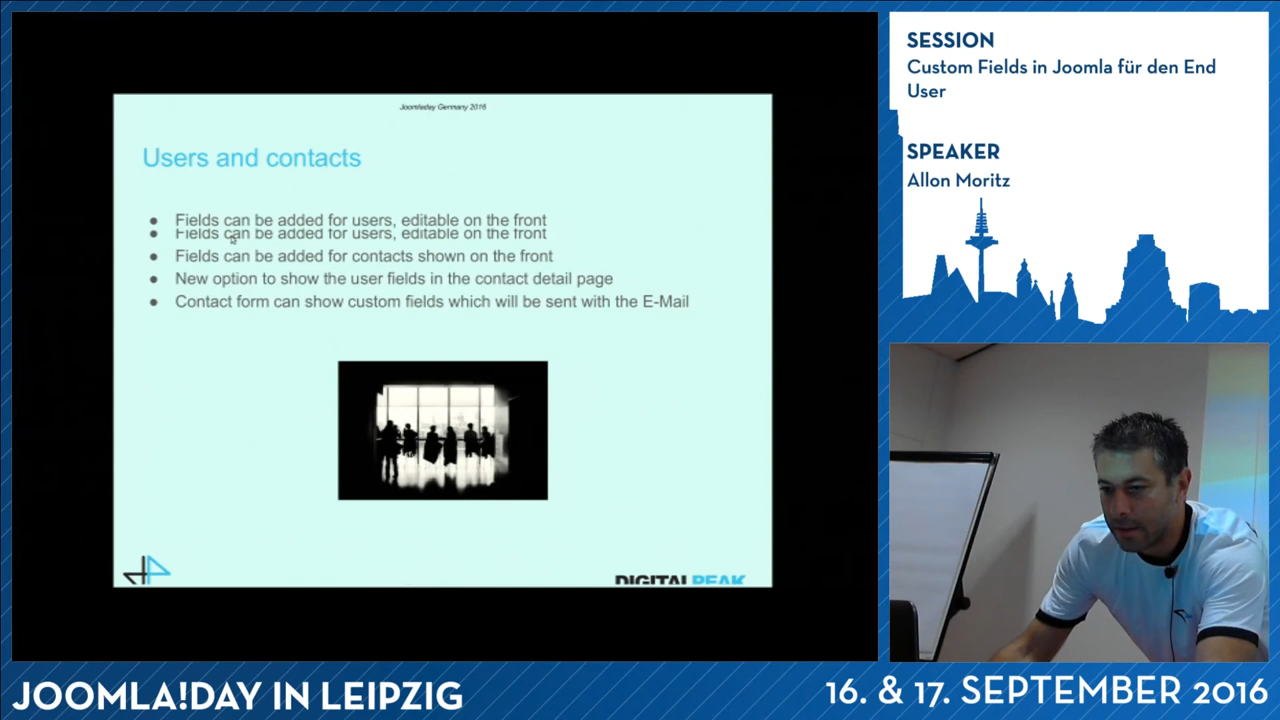 SESSION
Custom Fields in Joomla für den End
User
SPEAKER
Allon Moritz
Joomladay Germany 2016
Users and contacts
● Fields can be added for users, editable on the front
● Fields can be added for users, editable on the front
● Fields can be added for contacts shown on the front
● New option to show the user fields in the contact detail page
● Contact form can show custom fields which will be sent with the E-Mail
DIGITAL PEAK
JOOMLA!DAY IN LEIPZIG
16. & 17. SEPTEMBER 2016